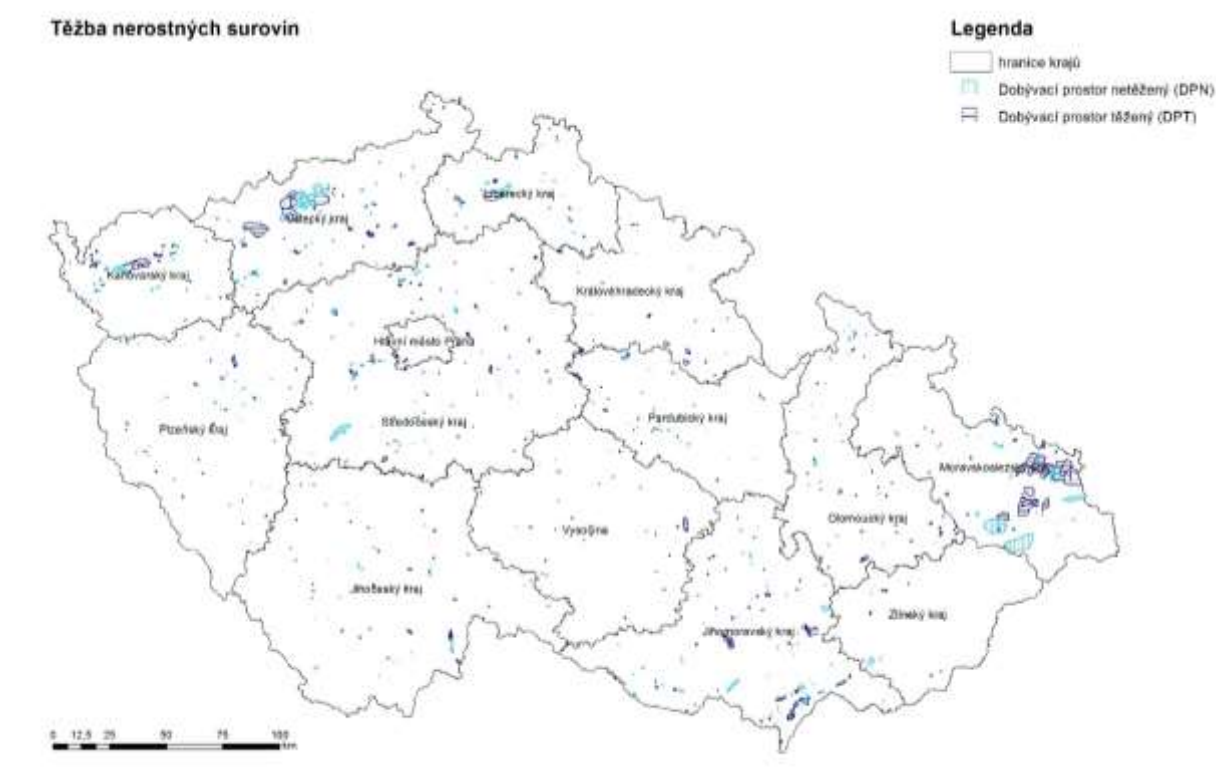 Těžba nerostných surovin
Legenda
hranice krajů
Dobývací prostor netěžený (DPN)
Dobývací prostor těžený (DPT)
Liberecký kraj
Ústecký kraj
Karlovarský kraj
Královéhradecký kraj
Hlavní město Praha
Pardubický kraj
Středočeský kraj
Plzeňský kraj
Moravskoslezský kraj
Olomoucký kraj
Vysočina
Jihočeský kraj
Zlínský kraj
Jihomoravský kraj
0 12,5 25 50 75 100
km